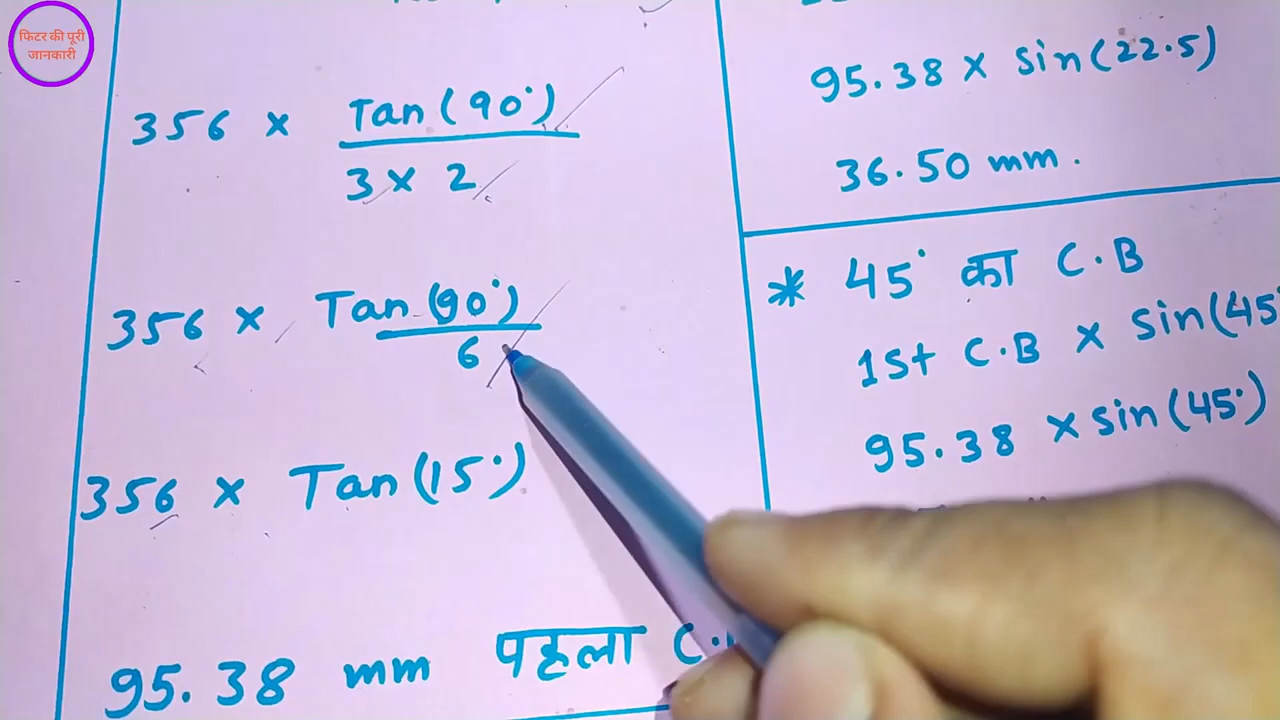 फिटर की पूरी
जानकारी
356 × Tan (90°)
3 × 2
356 × Tan (90°)
6
356 × Tan (15°)
95.38 mm पहला C.
95.38 × sin (22.5)
36.50 mm.
* 45° का C.B
1st C.B × sin (45°
95.38 × sin (45°)